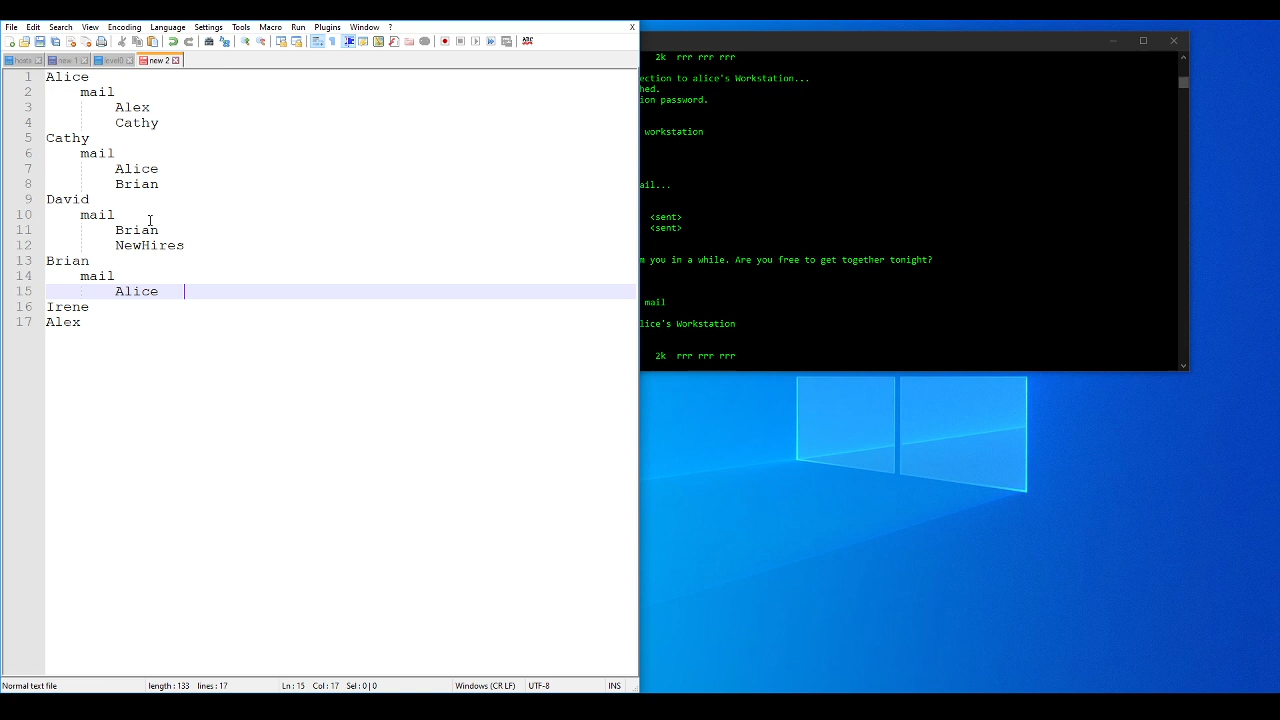 File Edit Search View Encoding Language Settings Tools Macro Run Plugins Window ? X
hosts new 1 level0 new 2
1 Alice
2 mail
3 Alex
4 Cathy
5 Cathy
6 mail
7 Alice
8 Brian
9 David
10 mail
11 Brian
12 NewHires
13 Brian
14 mail
15 Alice
16 Irene
17 Alex
Normal text file length : 133 lines : 17 Ln : 15 Col : 17 Sel : 0 | 0 Windows (CR LF) UTF-8 INS
2k rrr rrr rrr
ection to alice's Workstation...
hed.
ion password.
workstation
ail...
<sent>
<sent>
m you in a while. Are you free to get together tonight?
mail
lice's Workstation
2k rrr rrr rrr